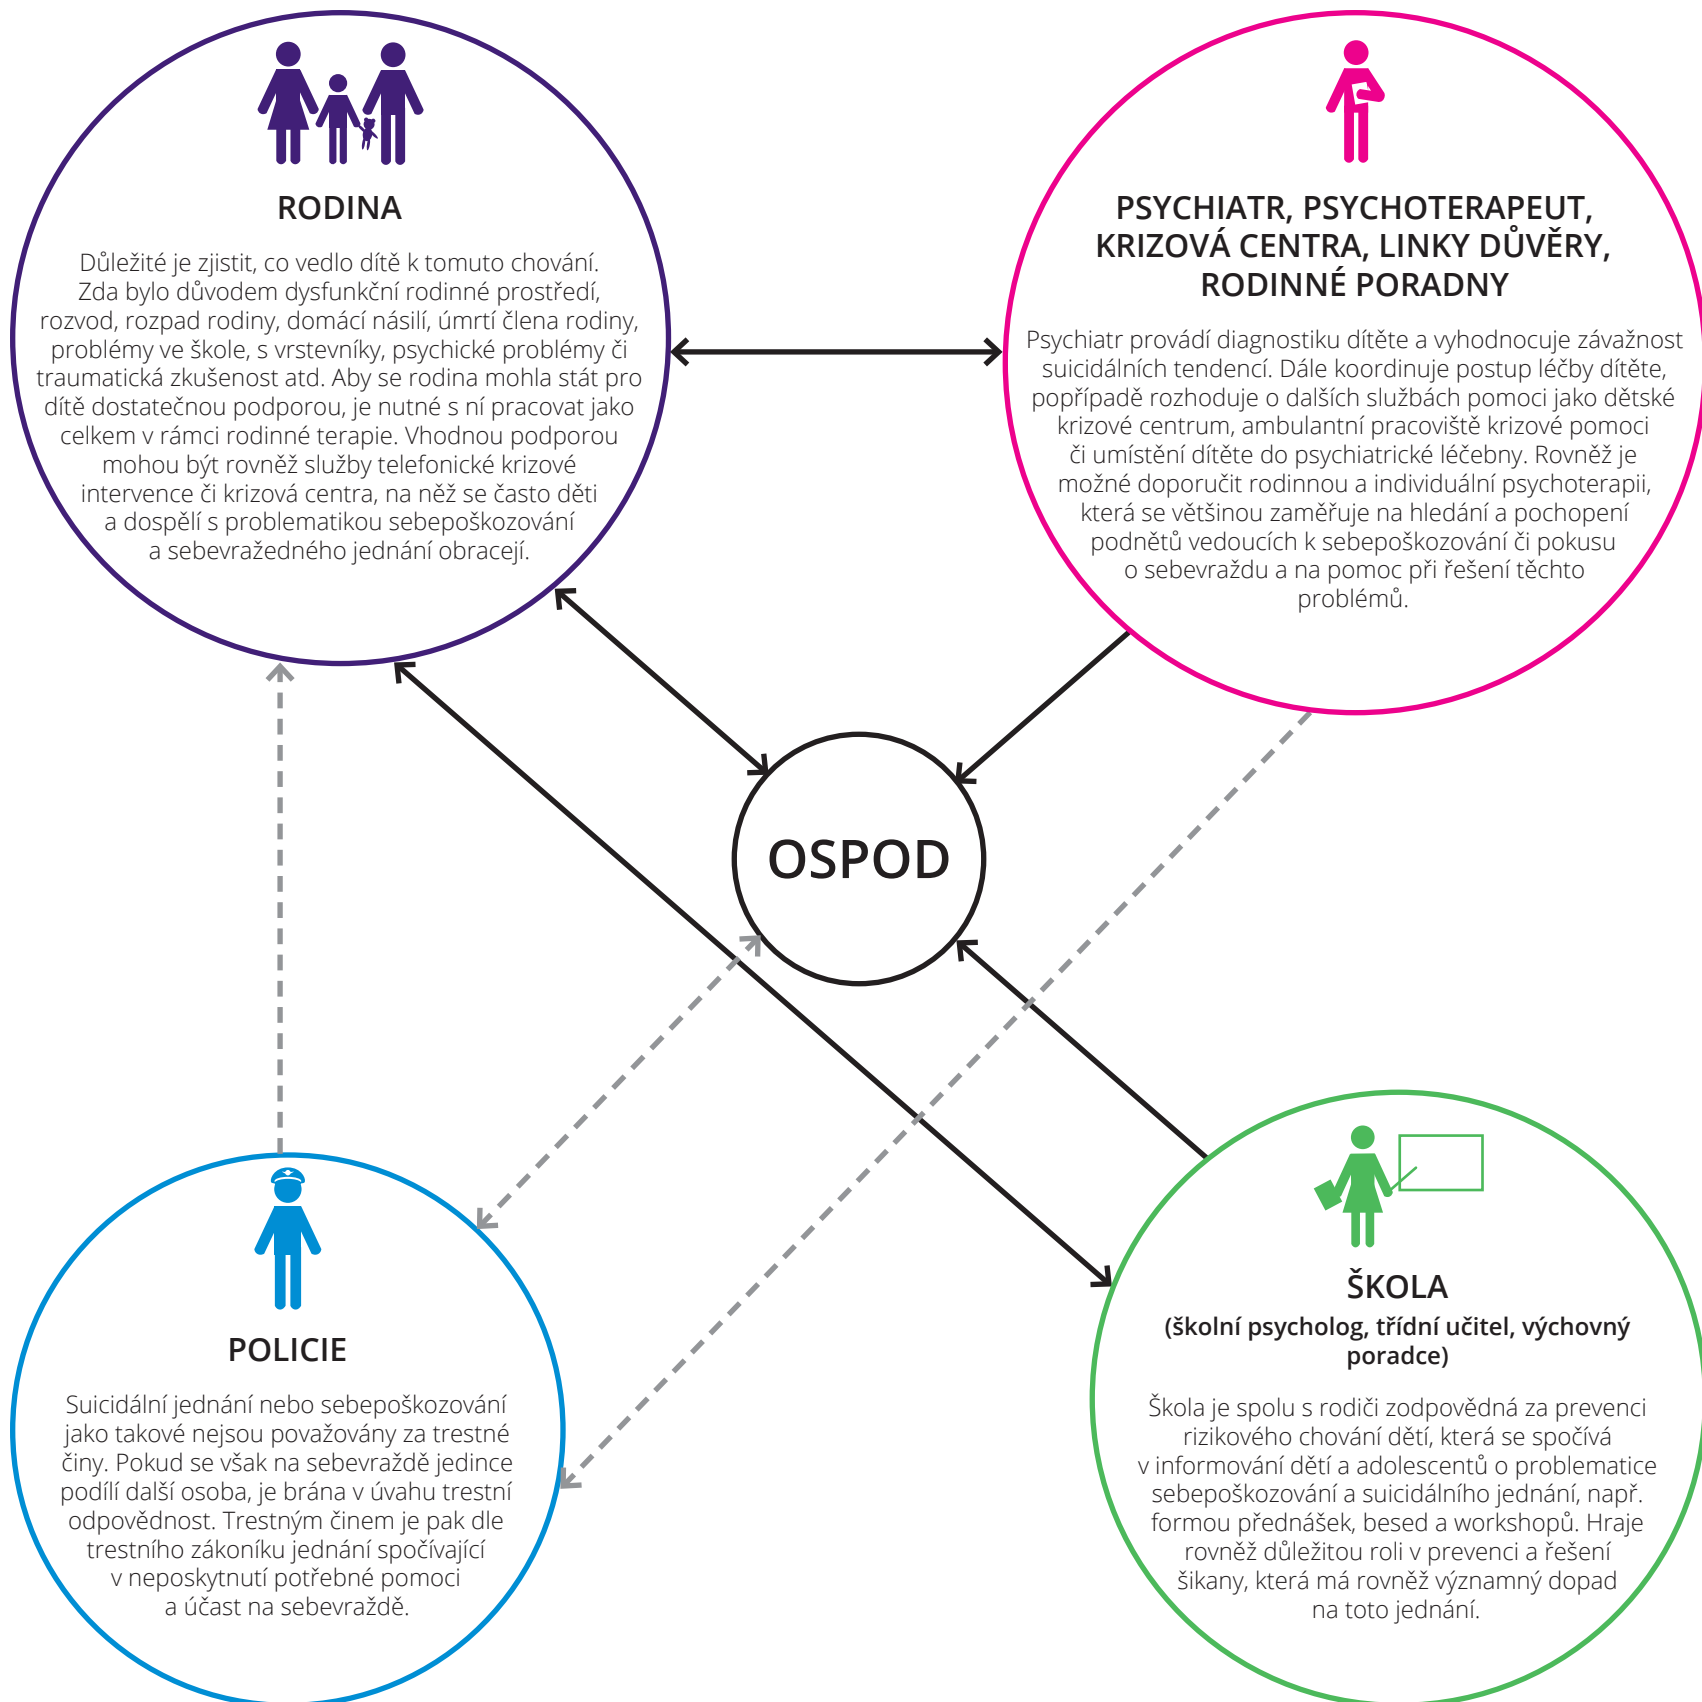 RODINA
Důležité je zjistit, co vedlo dítě k tomuto chování.
Zda bylo důvodem dysfunkční rodinné prostředí,
rozvod, rozpad rodiny, domácí násilí, úmrtí člena rodiny,
problémy ve škole, s vrstevníky, psychické problémy či
traumatická zkušenost atd. Aby se rodina mohla stát pro
dítě dostatečnou podporou, je nutné s ní pracovat jako
celkem v rámci rodinné terapie. Vhodnou podporou
mohou být rovněž služby telefonické krizové
intervence či krizová centra, na něž se často děti
a dospělí s problematikou sebepoškozování
a sebevražedného jednání obracejí.
PSYCHIATR, PSYCHOTERAPEUT,
KRIZOVÁ CENTRA, LINKY DŮVĚRY,
RODINNÉ PORADNY
Psychiatr provádí diagnostiku dítěte a vyhodnocuje závažnost
suicidálních tendencí. Dále koordinuje postup léčby dítěte,
popřípadě rozhoduje o dalších službách pomoci jako dětské
krizové centrum, ambulantní pracoviště krizové pomoci
či umístění dítěte do psychiatrické léčebny. Rovněž je
možné doporučit rodinnou a individuální psychoterapii,
která se většinou zaměřuje na hledání a pochopení
podnětů vedoucích k sebepoškozování či pokusu
o sebevraždu a na pomoc při řešení těchto
problémů.
OSPOD
POLICIE
Suicidální jednání nebo sebepoškozování
jako takové nejsou považovány za trestné
činy. Pokud se však na sebevraždě jedince
podílí další osoba, je brána v úvahu trestní
odpovědnost. Trestným činem je pak dle
trestního zákoníku jednání spočívající
v neposkytnutí potřebné pomoci
a účast na sebevraždě.
ŠKOLA
(školní psycholog, třídní učitel, výchovný
poradce)
Škola je spolu s rodiči zodpovědná za prevenci
rizikového chování dětí, která se spočívá
v informování dětí a adolescentů o problematice
sebepoškozování a suicidálního jednání, např.
formou přednášek, besed a workshopů. Hraje
rovněž důležitou roli v prevenci a řešení
šikany, která má rovněž významný dopad
na toto jednání.